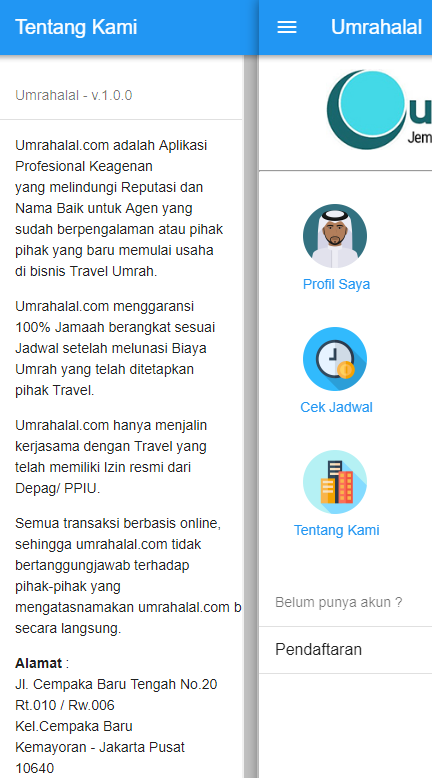 Tentang Kami
Umrahalal - v.1.0.0
Umrahalal.com adalah Aplikasi
Profesional Keagenan
yang melindungi Reputasi dan
Nama Baik untuk Agen yang
sudah berpengalaman atau pihak
pihak yang baru memulai usaha
di bisnis Travel Umrah.
Umrahalal.com menggaransi
100% Jamaah berangkat sesuai
Jadwal setelah melunasi Biaya
Umrah yang telah ditetapkan
pihak Travel.
Umrahalal.com hanya menjalin
kerjasama dengan Travel yang
telah memiliki Izin resmi dari
Depag/ PPIU.
Semua transaksi berbasis online,
sehingga umrahalal.com tidak
bertanggungjawab terhadap
pihak-pihak yang
mengatasnamakan umrahalal.com b
secara langsung.
Alamat :
Jl. Cempaka Baru Tengah No.20
Rt.010 / Rw.006
Kel.Cempaka Baru
Kemayoran - Jakarta Pusat
10640
Umrahalal
u
Jem
Profil Saya
Cek Jadwal
Tentang Kami
Belum punya akun ?
Pendaftaran